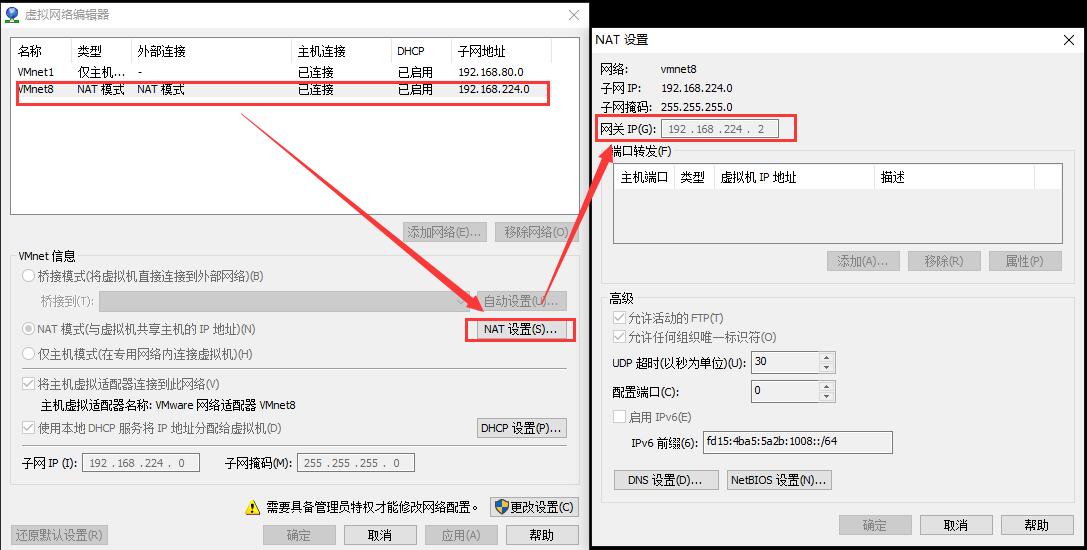 虚拟网络编辑器
名称 类型 外部连接 主机连接 DHCP 子网地址
VMnet1 仅主机... - 已连接 已启用 192.168.80.0
VMnet8 NAT 模式 NAT 模式 已连接 已启用 192.168.224.0
添加网络(E)... 移除网络(O)
VMnet 信息
桥接模式(将虚拟机直接连接到外部网络)(B)
桥接到(T): 自动设置(U)...
NAT 模式(与虚拟机共享主机的 IP 地址)(N) NAT 设置(S)...
仅主机模式(在专用网络内连接虚拟机)(H)
将主机虚拟适配器连接到此网络(V)
主机虚拟适配器名称: VMware 网络适配器 VMnet8
使用本地 DHCP 服务将 IP 地址分配给虚拟机(D) DHCP 设置(P)...
子网 IP (I): 192 . 168 . 224 . 0 子网掩码(M): 255 . 255 . 255 . 0
需要具备管理员特权才能修改网络配置。 更改设置(C)
还原默认设置(R) 确定 取消 应用(A) 帮助
NAT 设置
网络: vmnet8
子网 IP: 192.168.224.0
子网掩码: 255.255.255.0
网关 IP(G): 192 . 168 . 224 . 2
端口转发(F)
主机端口 类型 虚拟机 IP 地址 描述
添加(A)... 移除(R) 属性(P)
高级
允许活动的 FTP(T)
允许任何组织唯一标识符(O)
UDP 超时(以秒为单位)(U): 30
配置端口(C): 0
启用 IPv6(E)
IPv6 前缀(6): fd15:4ba5:5a2b:1008::/64
DNS 设置(D)... NetBIOS 设置(N)...
确定 取消 帮助